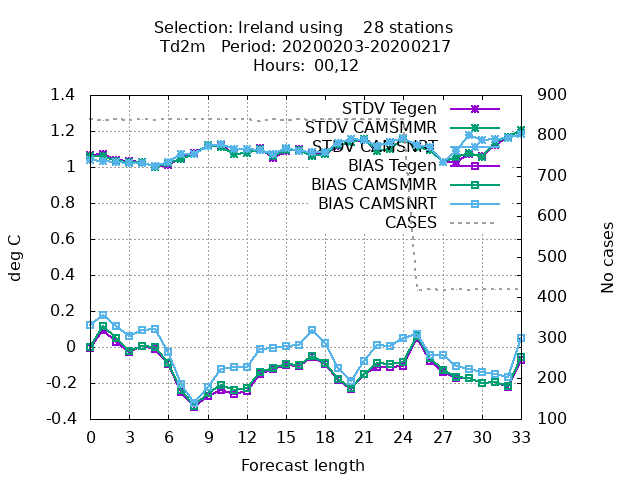 Selection: Ireland using    28 stations
Td2m   Period: 20200203-20200217
Hours: 00,12
deg C
1.4
1.2
1
0.8
0.6
0.4
0.2
0
-0.2
-0.4
STDV Tegen
STDV CAMSMMR
STDV CAMSNRT
BIAS Tegen
BIAS CAMSMMR
BIAS CAMSNRT
CASES
900
800
700
600
500
400
300
200
100
No cases
0 3 6 9 12 15 18 21 24 27 30 33
Forecast length